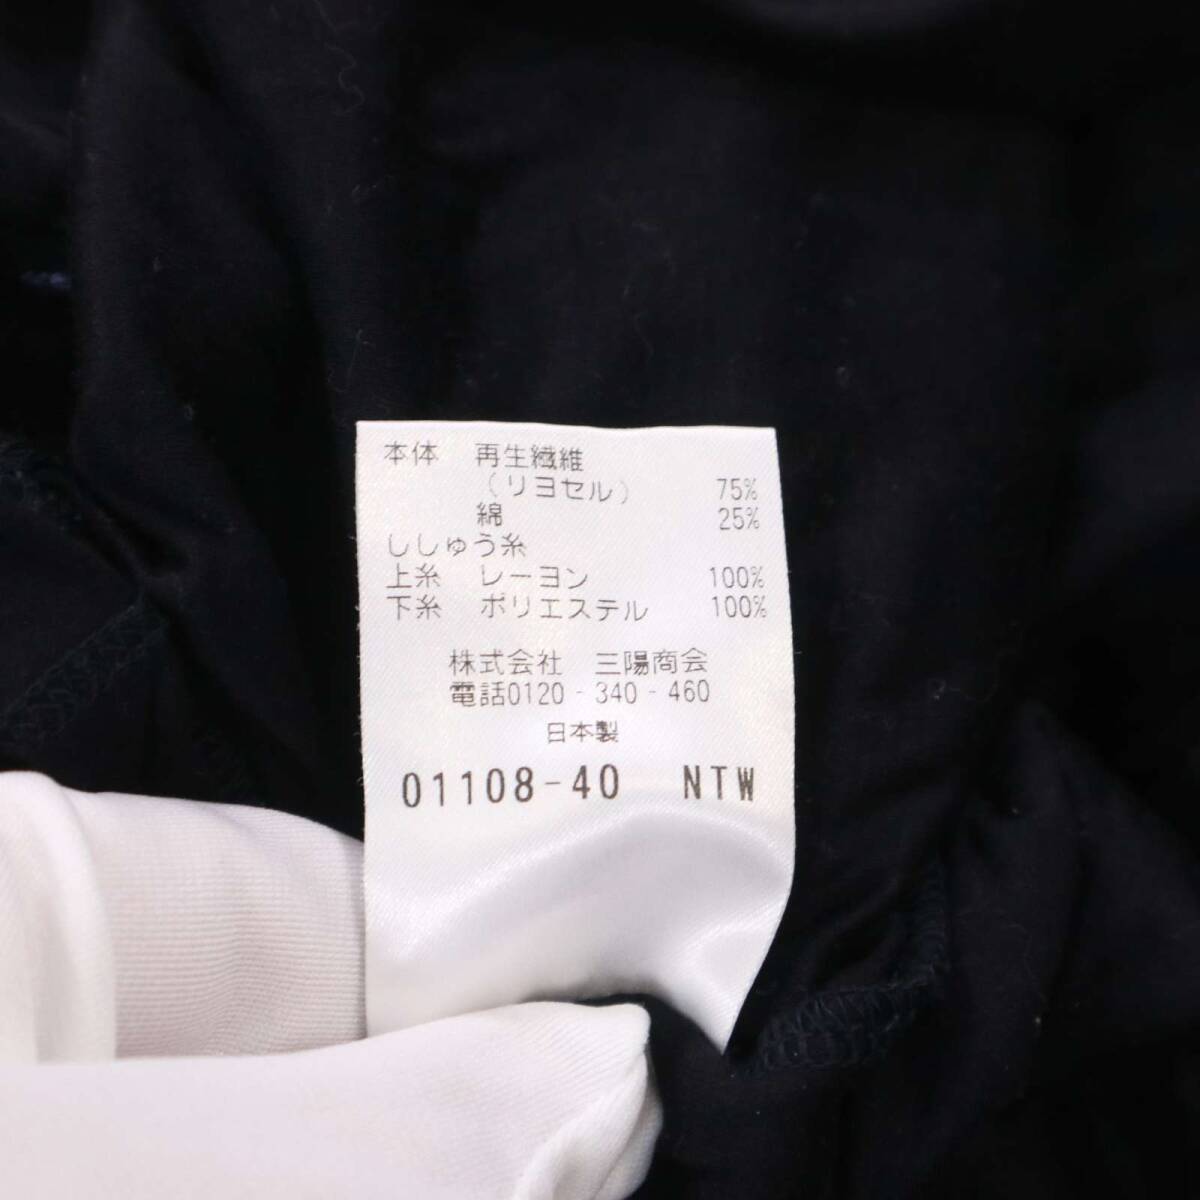 本体 再生繊維
(リヨセル) 75%
綿 25%
ししゅう糸
上糸 レーヨン 100%
下糸 ポリエステル 100%
株式会社 三陽商会
電話0120-340-460
日本製
01108-40 NTW